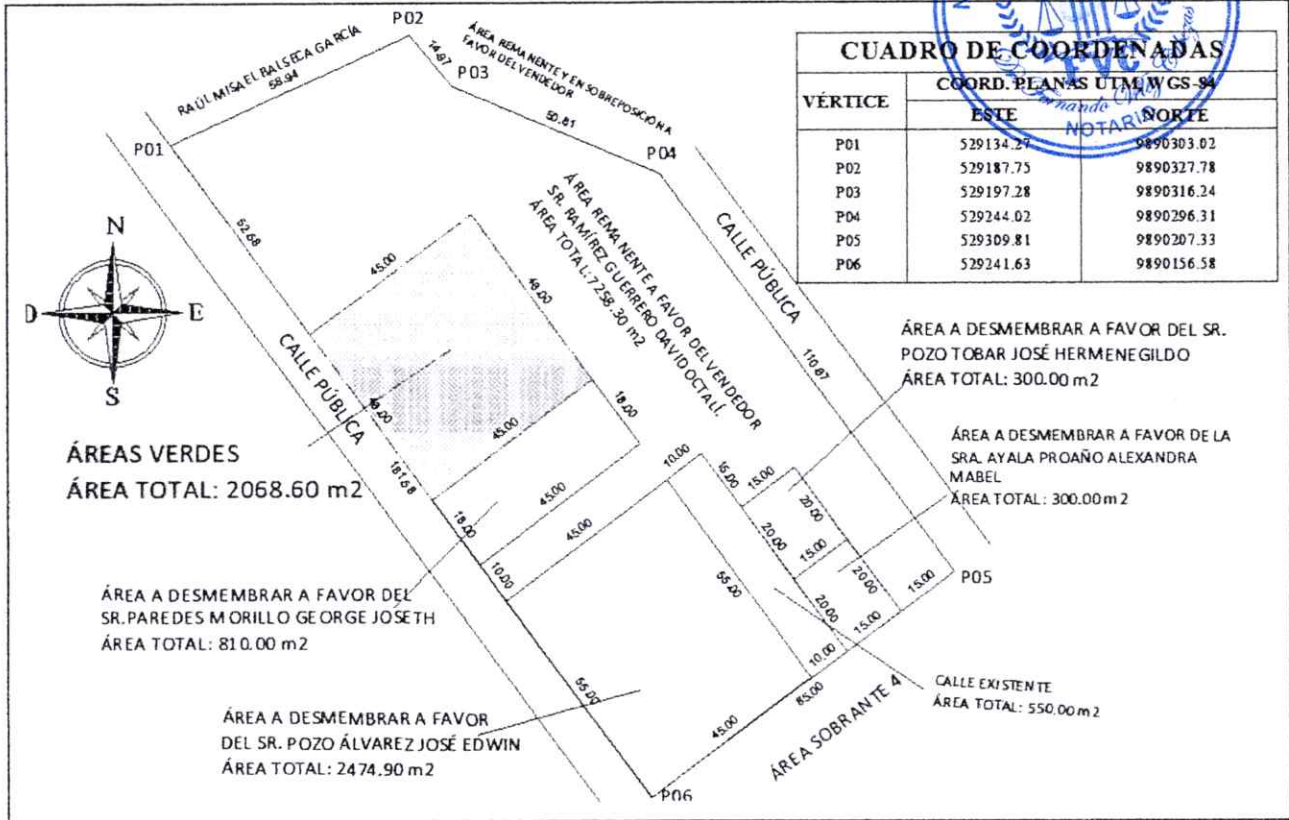 P02
RAÚL MISAEL BALSECA GARCÍA
58.94
14.97
P03
ÁREA REMANENTE Y EN SOBREPOSICION A
FAVOR DEL VENDEDOR
50.81
P01
P04
CUADRO DE COORDENADAS
VÉRTICE
COORD. PLANAS UTM, WGS-84
ESTE NORTE
P01 529134.27 9890303.02
P02 529187.75 9890327.78
P03 529197.28 9890316.24
P04 529244.02 9890296.31
P05 529309.81 9890207.33
P06 529241.63 9890156.58
FVC
Dr. Fernando
NOTARIO
N
E
S
52.68
45.00
48.00
ÁREA REMANENTE A FAVOR DEL VENDEDOR
SR. RAMÍREZ GUERRERO DAVID OCTALÍ.
ÁREA TOTAL: 7258.30 m2
CALLE PÚBLICA
110.87
CALLE PÚBLICA
48.00
181.68
45.00
18.00
ÁREAS VERDES
ÁREA TOTAL: 2068.60 m2
ÁREA A DESMEMBRAR A FAVOR DEL SR.
POZO TOBAR JOSÉ HERMENEGILDO
ÁREA TOTAL: 300.00 m2
ÁREA A DESMEMBRAR A FAVOR DE LA
SRA. AYALA PROAÑO ALEXANDRA
MABEL
ÁREA TOTAL: 300.00 m2
10.00
15.00
15.00
20.00
20.00
15.00
20.00
20.00
15.00
P05
18.00
45.00
10.00
45.00
55.00
15.00
10.00
ÁREA A DESMEMBRAR A FAVOR DEL
SR.PAREDES MORILLO GEORGE JOSETH
ÁREA TOTAL: 810.00 m2
55.00
45.00
85.00
ÁREA SOBRANTE 4
CALLE EXISTENTE
ÁREA TOTAL: 550.00 m2
ÁREA A DESMEMBRAR A FAVOR
DEL SR. POZO ÁLVAREZ JOSÉ EDWIN
ÁREA TOTAL: 2474.90 m2
P06